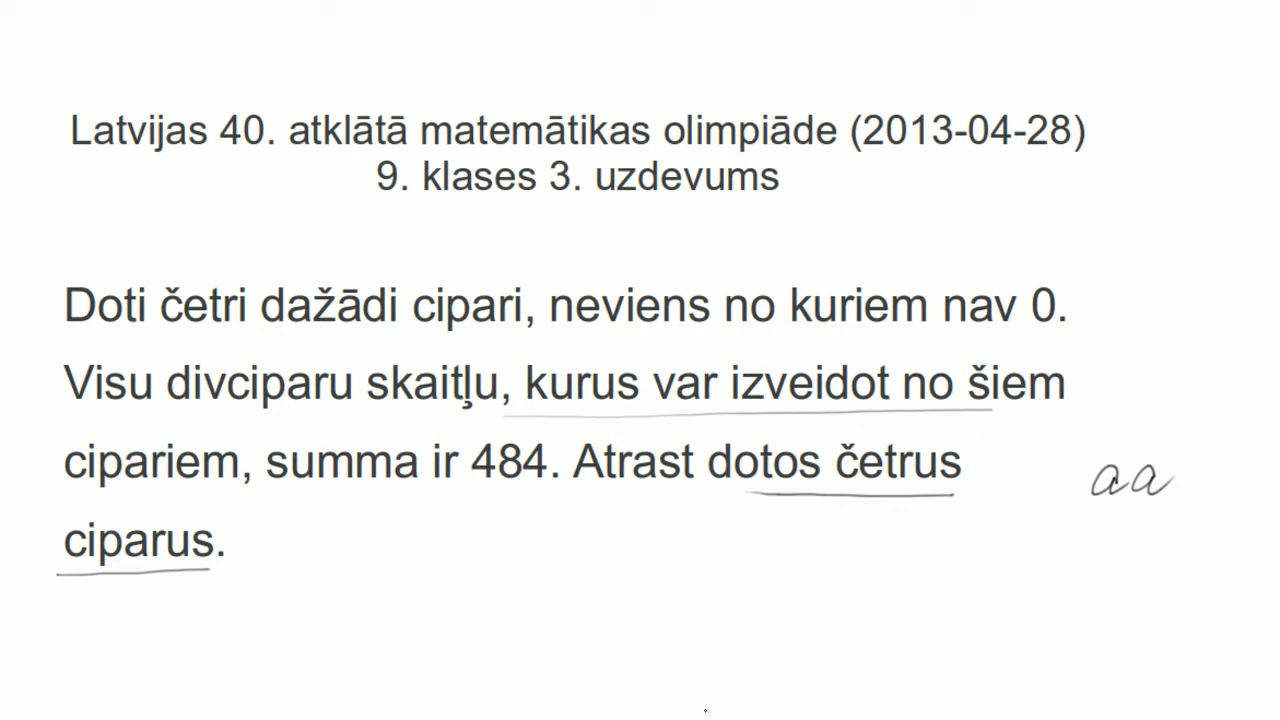 Latvijas 40. atklātā matemātikas olimpiāde (2013-04-28)
9. klases 3. uzdevums
Doti četri dažādi cipari, neviens no kuriem nav 0.
Visu divciparu skaitļu, kurus var izveidot no šiem
cipariem, summa ir 484. Atrast dotos četrus
aa
ciparus.